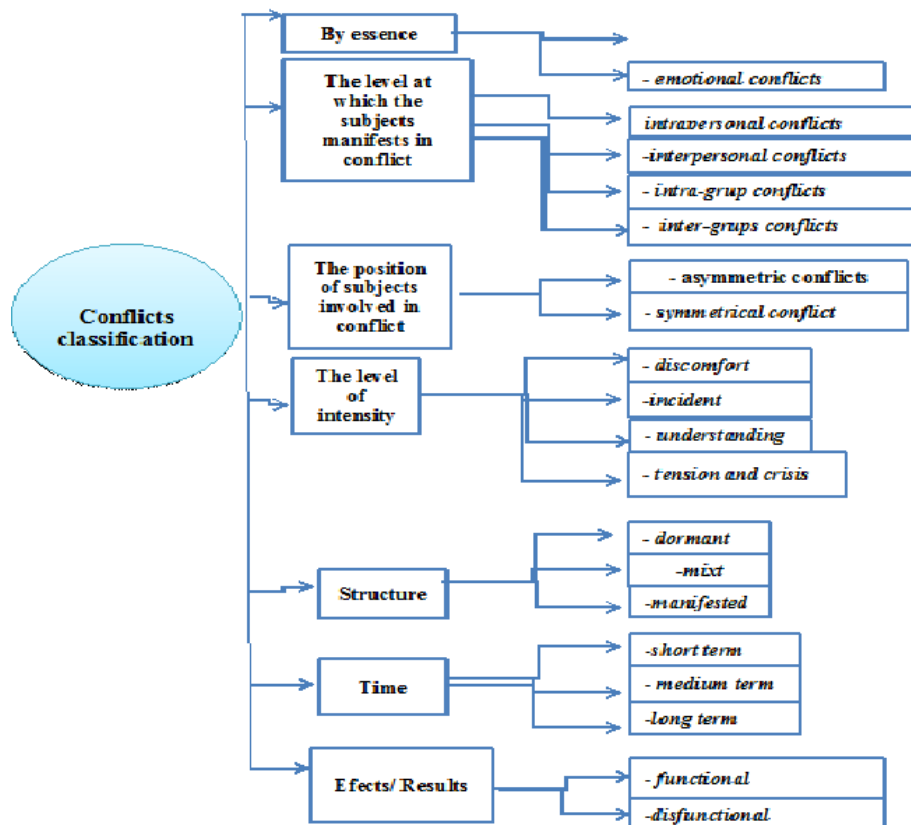 By essence
- emotional conflicts
The level at
which the
subjects
manifests in
conflict
intrapersonal conflicts
-interpersonal conflicts
- intra-grup conflicts
- inter-grups conflicts
Conflicts
classification
The position
of subjects
involved in
conflict
- asymmetric conflicts
- symmetrical conflict
The level
of
intensity
- discomfort
-incident
- understanding
- tension and crisis
Structure
- dormant
-mixt
-manifested
Time
-short term
- medium term
-long term
Efects/ Results
- functional
-disfunctional